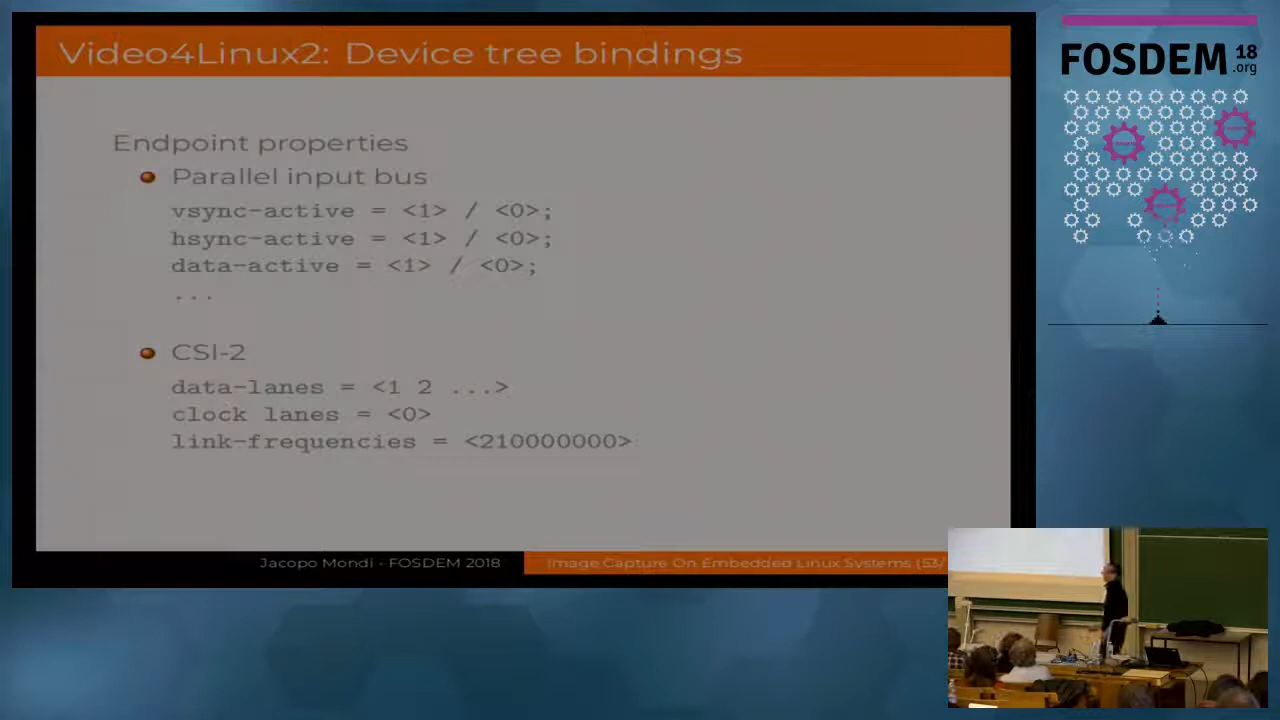 Video4Linux2: Device tree bindings
Endpoint properties
Parallel input bus
vsync-active = <1> / <0>;
hsync-active = <1> / <0>;
data-active = <1> / <0>;
...
CSI-2
data-lanes = <1 2 ...>
clock lanes = <0>
link-frequencies = <210000000>
Jacopo Mondi - FOSDEM 2018
Image Capture On Embedded Linux Systems (53/
FOSDEM 18
.org